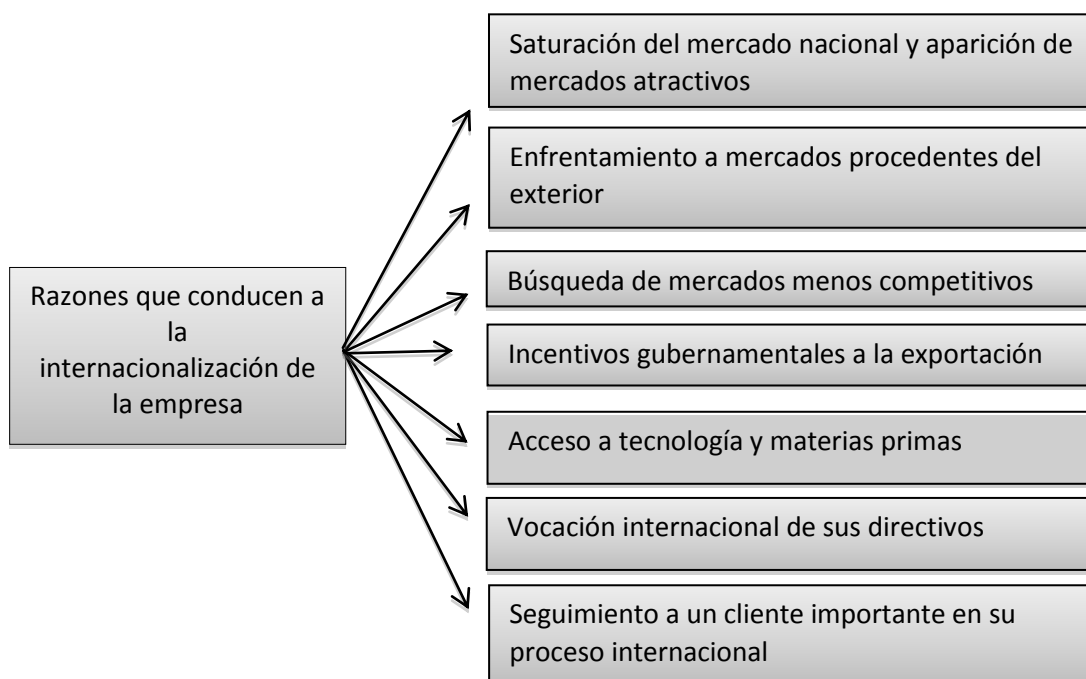 Saturación del mercado nacional y aparición de
mercados atractivos
Enfrentamiento a mercados procedentes del
exterior
Búsqueda de mercados menos competitivos
Razones que conducen a
la
internacionalización de
la empresa
Incentivos gubernamentales a la exportación
Acceso a tecnología y materias primas
Vocación internacional de sus directivos
Seguimiento a un cliente importante en su
proceso internacional